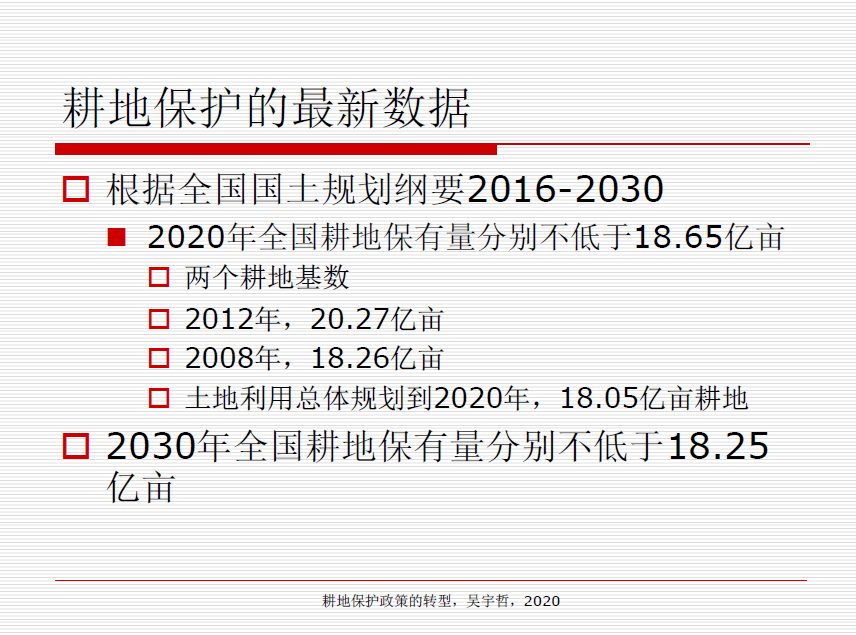 耕地保护的最新数据
根据全国国土规划纲要2016-2030
2020年全国耕地保有量分别不低于18.65亿亩
两个耕地基数
2012年，20.27亿亩
2008年，18.26亿亩
土地利用总体规划到2020年，18.05亿亩耕地
2030年全国耕地保有量分别不低于18.25
亿亩
耕地保护政策的转型，吴宇哲，2020